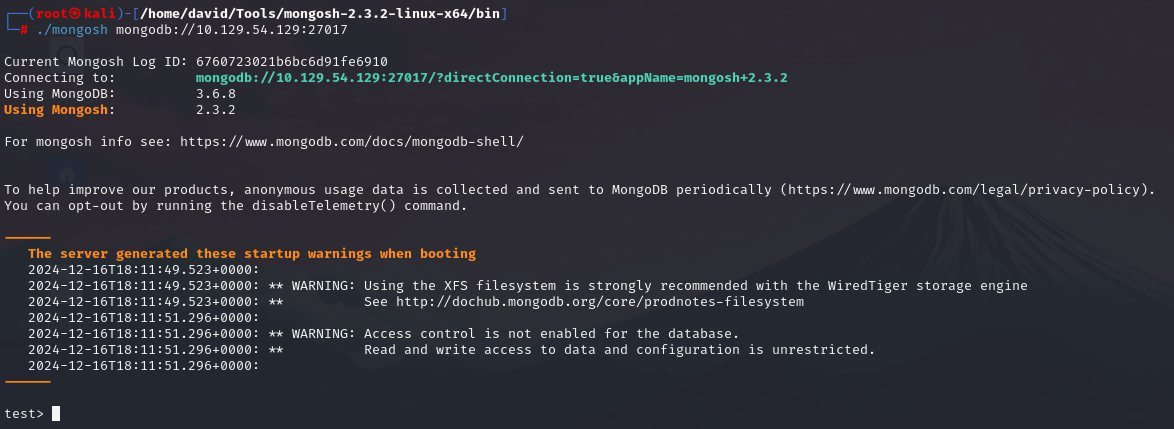 ┌──(root㉿kali)-[/home/david/Tools/mongosh-2.3.2-linux-x64/bin]
└─# ./mongosh mongodb://10.129.54.129:27017
Current Mongosh Log ID: 6760723021b6bc6d91fe6910
Connecting to: mongodb://10.129.54.129:27017/?directConnection=true&appName=mongosh+2.3.2
Using MongoDB: 3.6.8
Using Mongosh: 2.3.2
For mongosh info see: https://www.mongodb.com/docs/mongodb-shell/
To help improve our products, anonymous usage data is collected and sent to MongoDB periodically (https://www.mongodb.com/legal/privacy-policy).
You can opt-out by running the disableTelemetry() command.
------
The server generated these startup warnings when booting
2024-12-16T18:11:49.523+0000:
2024-12-16T18:11:49.523+0000: ** WARNING: Using the XFS filesystem is strongly recommended with the WiredTiger storage engine
2024-12-16T18:11:49.523+0000: ** See http://dochub.mongodb.org/core/prodnotes-filesystem
2024-12-16T18:11:51.296+0000:
2024-12-16T18:11:51.296+0000: ** WARNING: Access control is not enabled for the database.
2024-12-16T18:11:51.296+0000: ** Read and write access to data and configuration is unrestricted.
2024-12-16T18:11:51.296+0000:
------
test>